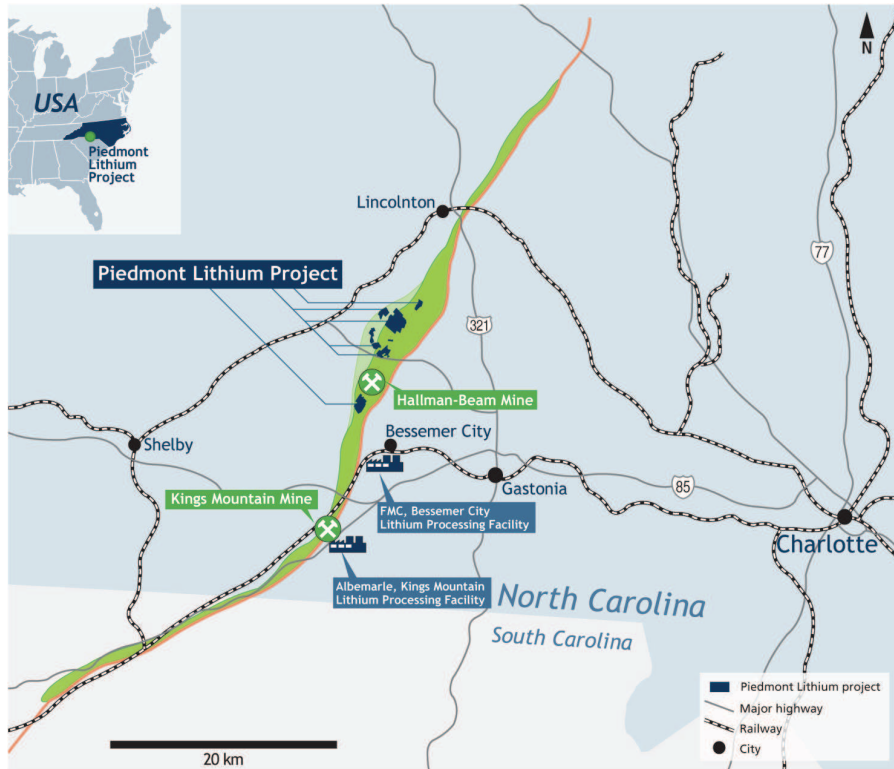 USA
Piedmont
Lithium
Project
N
Lincolnton
77
Piedmont Lithium Project
321
Hallman-Beam Mine
Shelby
Bessemer City
Kings Mountain Mine
Gastonia
85
FMC, Bessemer City
Lithium Processing Facility
Charlotte
Albemarle, Kings Mountain
Lithium Processing Facility
North Carolina
South Carolina
Piedmont Lithium project
Major highway
Railway
City
20 km